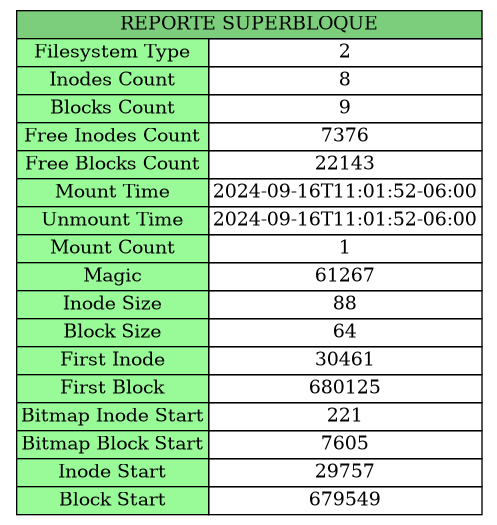 REPORTE SUPERBLOQUE
Filesystem Type 2
Inodes Count 8
Blocks Count 9
Free Inodes Count 7376
Free Blocks Count 22143
Mount Time 2024-09-16T11:01:52-06:00
Unmount Time 2024-09-16T11:01:52-06:00
Mount Count 1
Magic 61267
Inode Size 88
Block Size 64
First Inode 30461
First Block 680125
Bitmap Inode Start 221
Bitmap Block Start 7605
Inode Start 29757
Block Start 679549